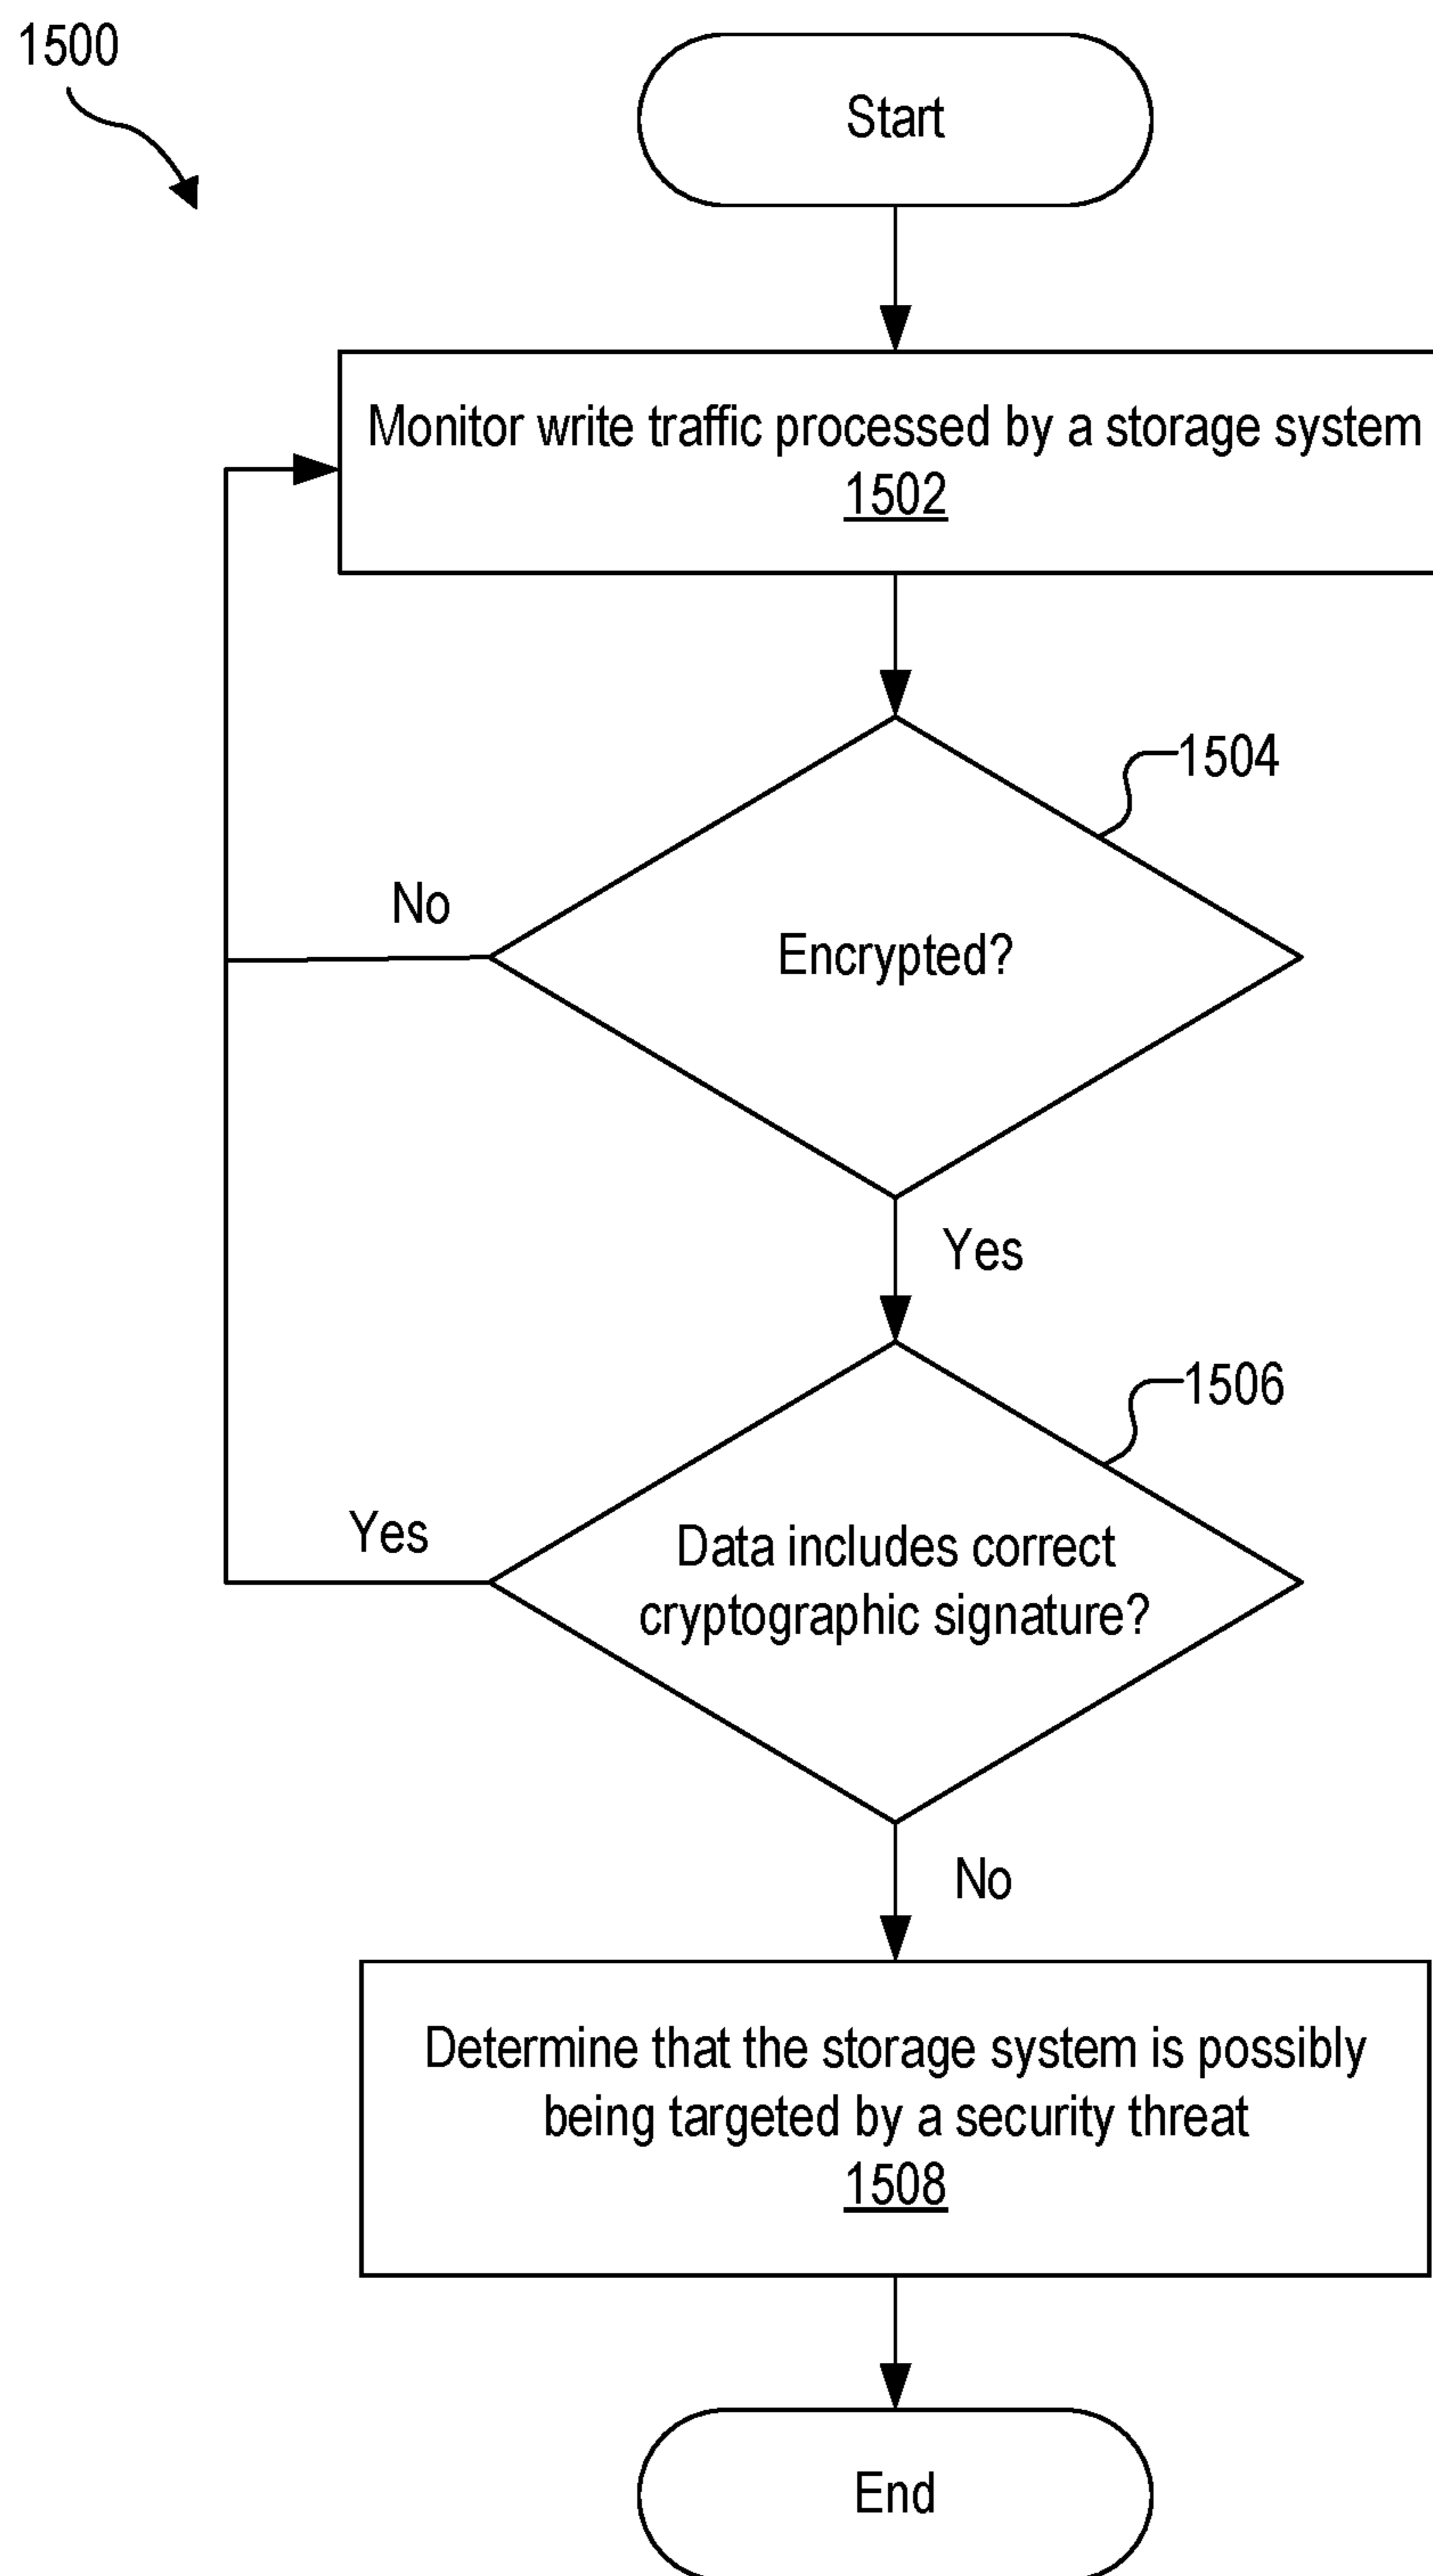 1500
Start
Monitor write traffic processed by a storage system
1502
1504
No
Encrypted?
Yes
1506
Yes
Data includes correct
cryptographic signature?
No
Determine that the storage system is possibly
being targeted by a security threat
1508
End